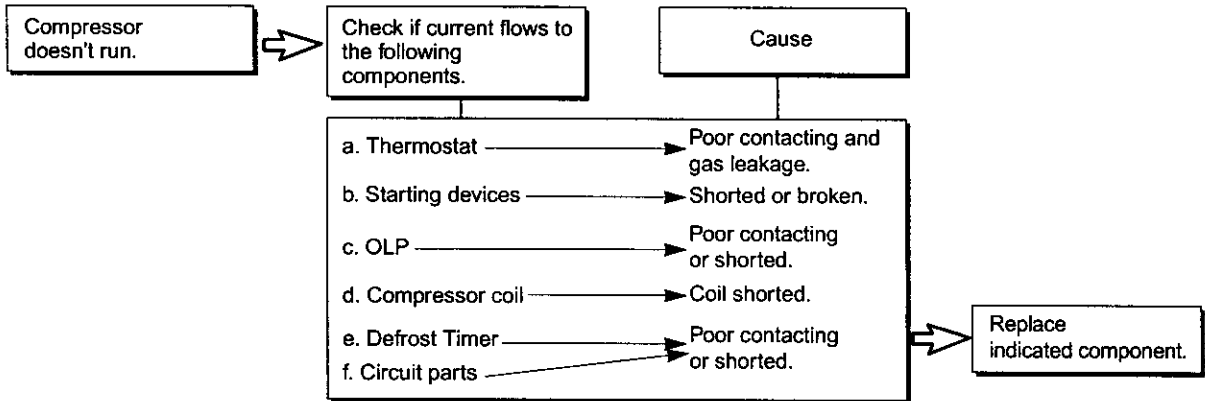 Compressor
doesn't run.
Check if current flows to
the following
components.
Cause
a. Thermostat
Poor contacting and
gas leakage.
b. Starting devices
Shorted or broken.
c. OLP
Poor contacting
or shorted.
d. Compressor coil
Coil shorted.
e. Defrost Timer
f. Circuit parts
Poor contacting
or shorted.
Replace
indicated component.